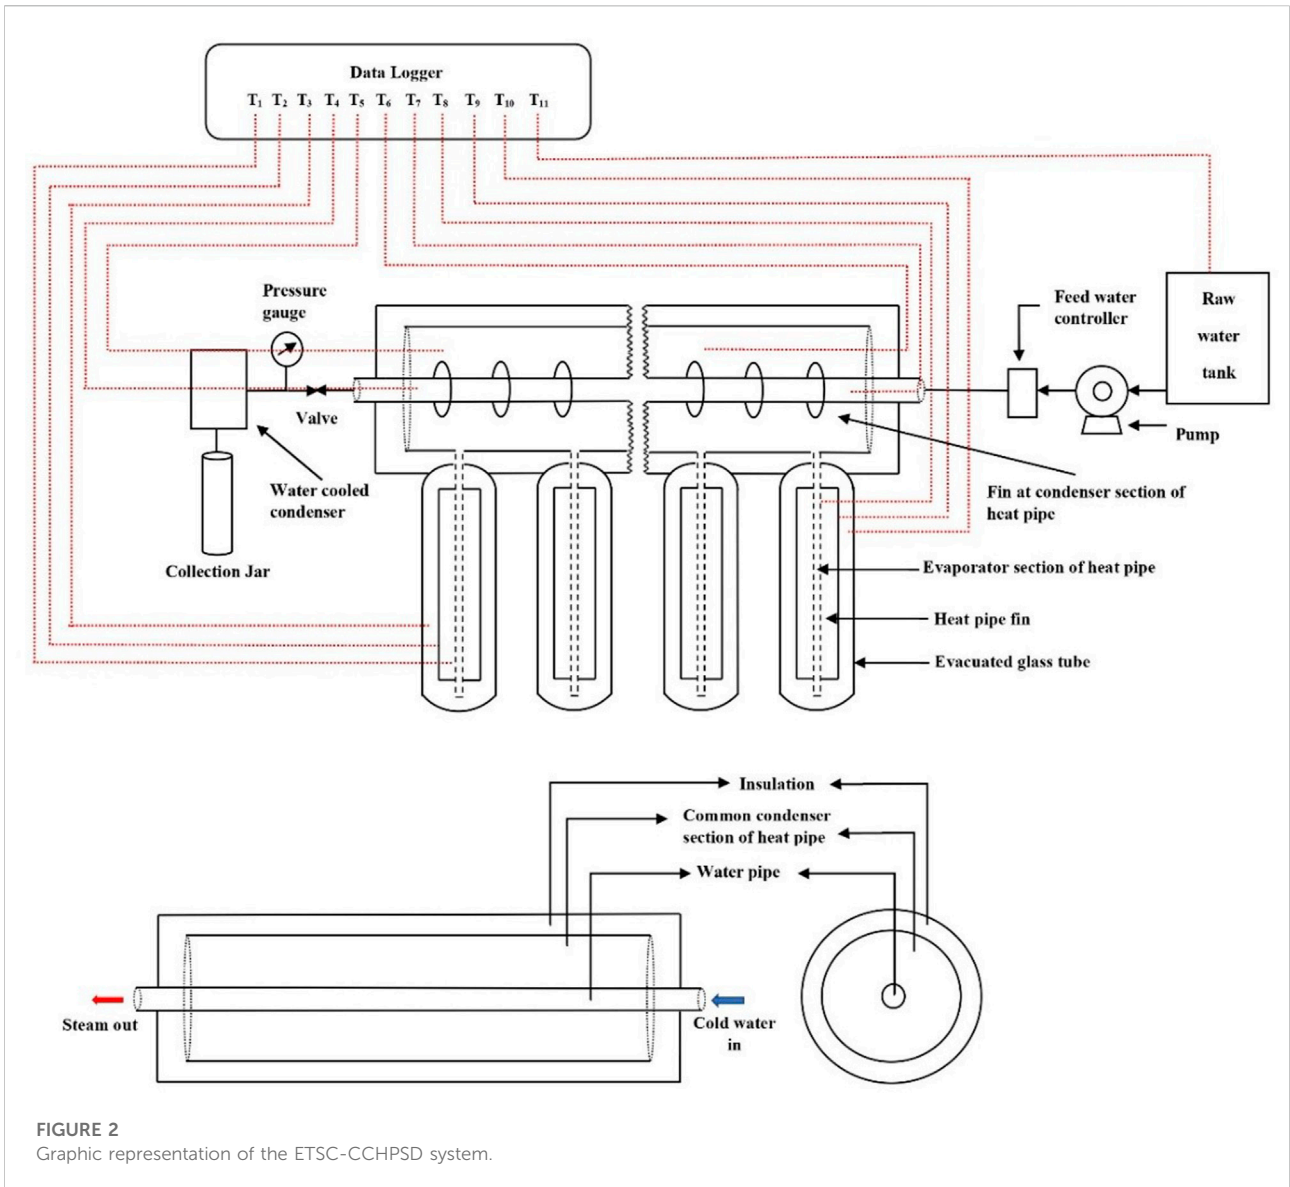 Data Logger
T1 T2 T3 T4 T5 T6 T7 T8 T9 T10 T11
Pressure
gauge
Valve
Water cooled
condenser
Collection Jar
Feed water
controller
Raw
water
tank
Pump
Fin at condenser section of
heat pipe
Evaporator section of heat pipe
Heat pipe fin
Evacuated glass tube
Insulation
Common condenser
section of heat pipe
Water pipe
Steam out
Cold water
in
FIGURE 2
Graphic representation of the ETSC-CCHPSD system.